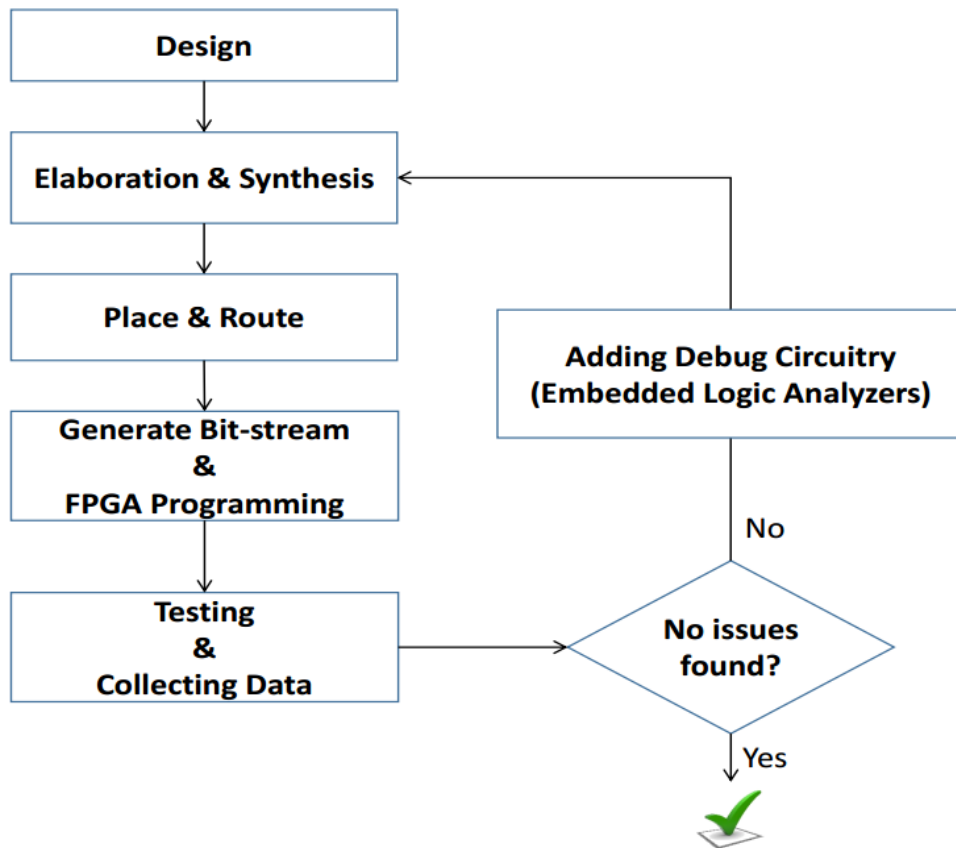 Design
Elaboration & Synthesis
Place & Route
Generate Bit-stream
&
FPGA Programming
Testing
&
Collecting Data
No issues
found?
No
Adding Debug Circuitry
(Embedded Logic Analyzers)
Yes